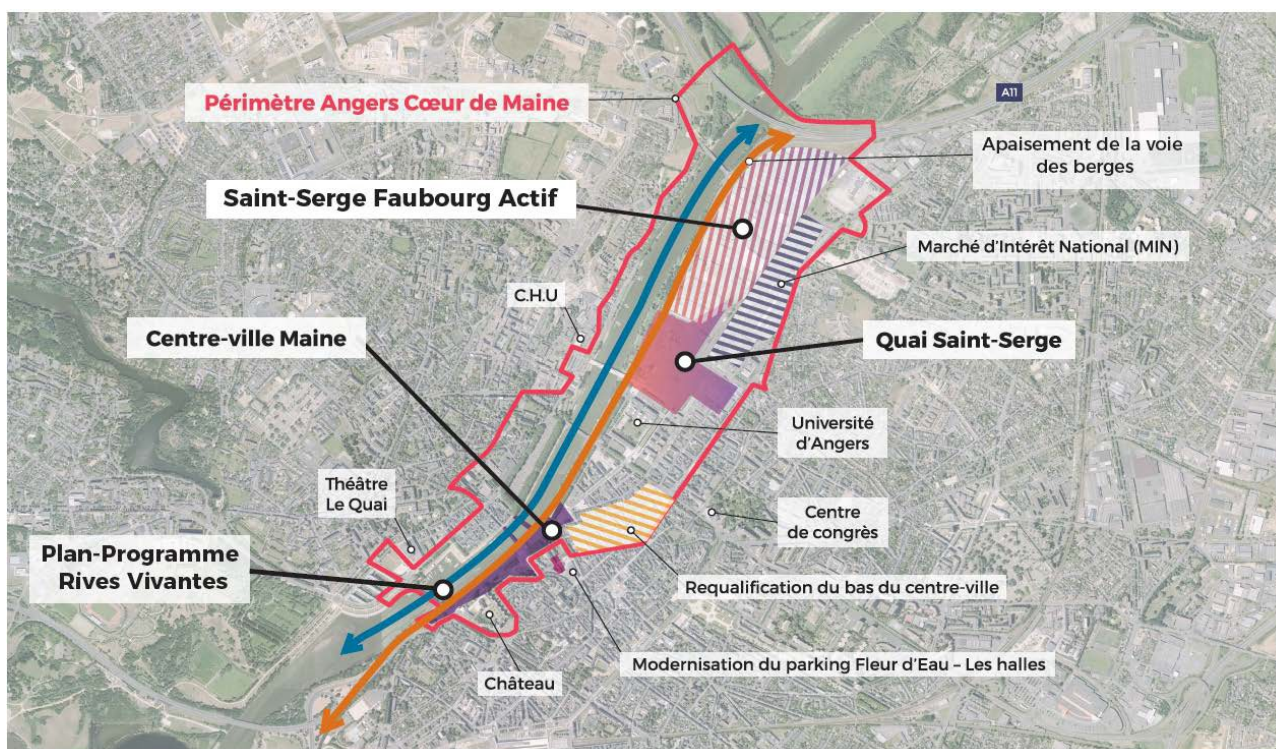 A11
Périmètre Angers Cœur de Maine
Apaisement de la voie
des berges
Saint-Serge Faubourg Actif
Marché d'Intérêt National (MIN)
C.H.U
Centre-ville Maine
Quai Saint-Serge
Université
d'Angers
Théâtre
Le Quai
Centre
de congrès
Plan-Programme
Rives Vivantes
Requalification du bas du centre-ville
Modernisation du parking Fleur d'Eau – Les halles
Château